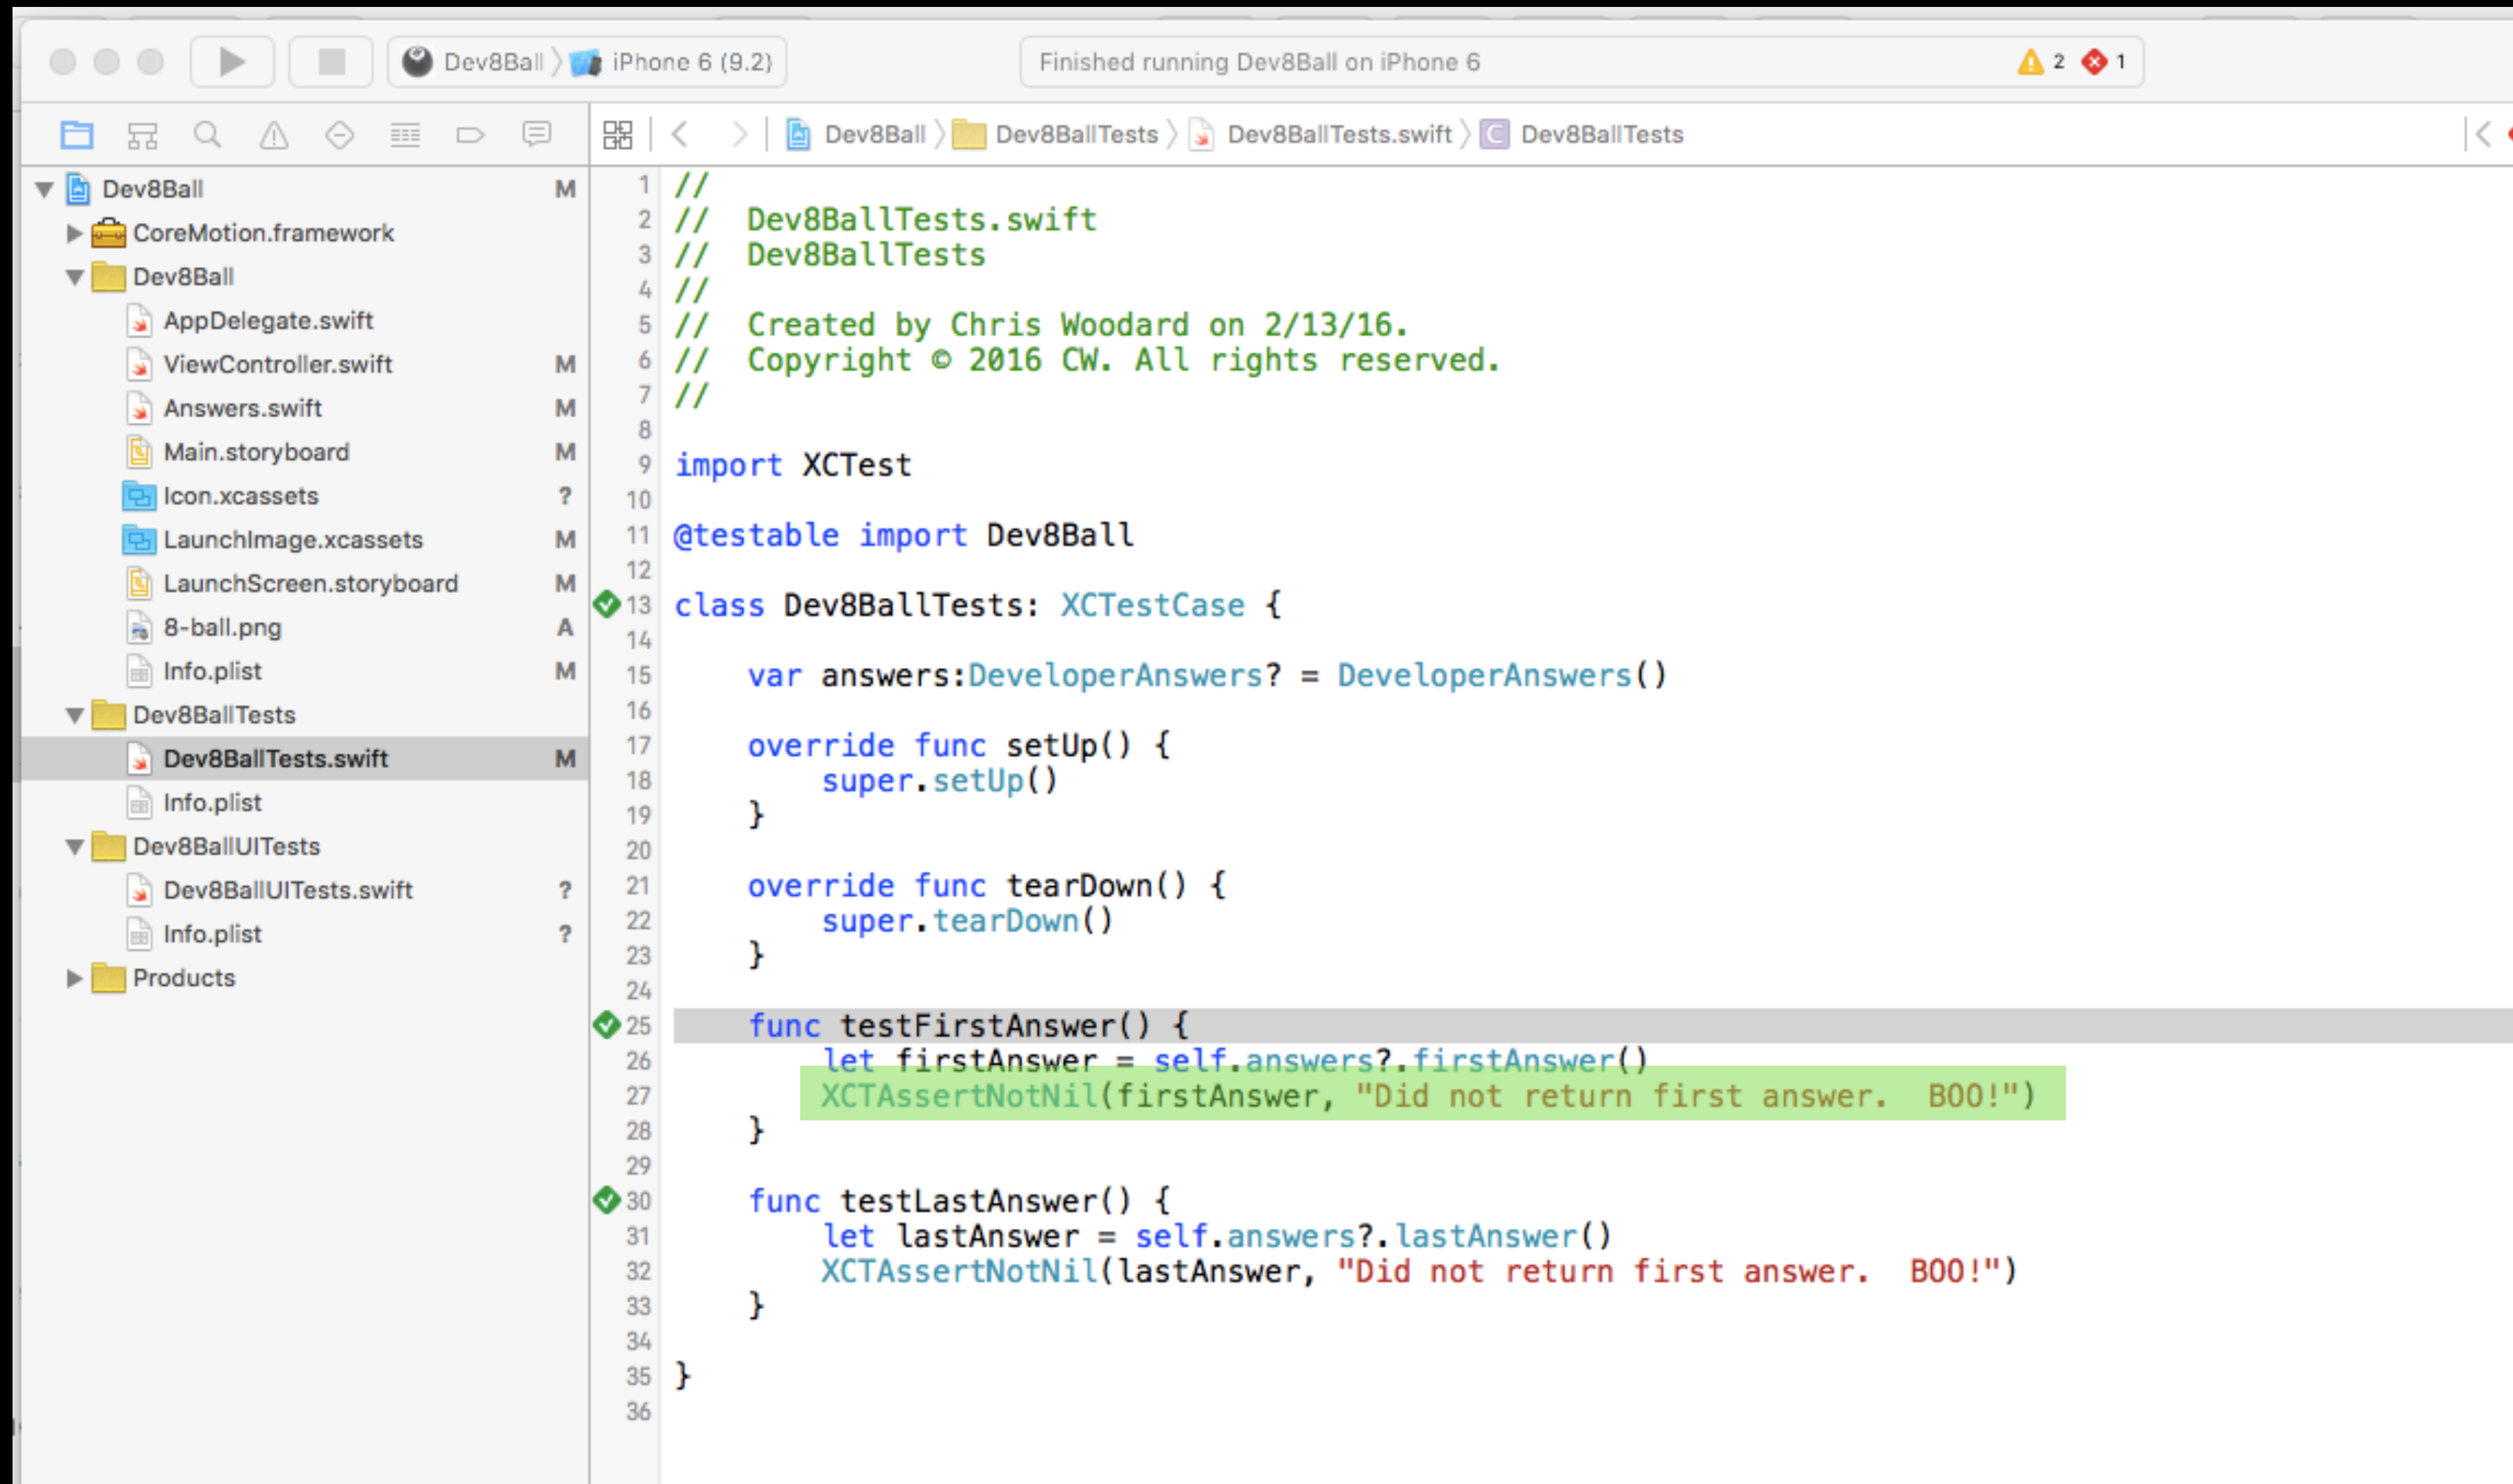 Dev8Ball iPhone 6 (9.2) Finished running Dev8Ball on iPhone 6 2 1
Dev8Ball Dev8BallTests Dev8BallTests.swift Dev8BallTests
Dev8Ball M
CoreMotion.framework
Dev8Ball
AppDelegate.swift
ViewController.swift M
Answers.swift M
Main.storyboard M
Icon.xcassets ?
LaunchImage.xcassets M
LaunchScreen.storyboard M
8-ball.png A
Info.plist M
Dev8BallTests
Dev8BallTests.swift M
Info.plist
Dev8BallUITests
Dev8BallUITests.swift ?
Info.plist ?
Products
1 //
2 //  Dev8BallTests.swift
3 //  Dev8BallTests
4 //
5 //  Created by Chris Woodard on 2/13/16.
6 //  Copyright © 2016 CW. All rights reserved.
7 //
8
9 import XCTest
10
11 @testable import Dev8Ball
12
13 class Dev8BallTests: XCTestCase {
14
15     var answers:DeveloperAnswers? = DeveloperAnswers()
16
17     override func setUp() {
18         super.setUp()
19     }
20
21     override func tearDown() {
22         super.tearDown()
23     }
24
25     func testFirstAnswer() {
26         let firstAnswer = self.answers?.firstAnswer()
27         XCTAssertNotNil(firstAnswer, "Did not return first answer.  BOO!")
28     }
29
30     func testLastAnswer() {
31         let lastAnswer = self.answers?.lastAnswer()
32         XCTAssertNotNil(lastAnswer, "Did not return first answer.  BOO!")
33     }
34
35 }
36